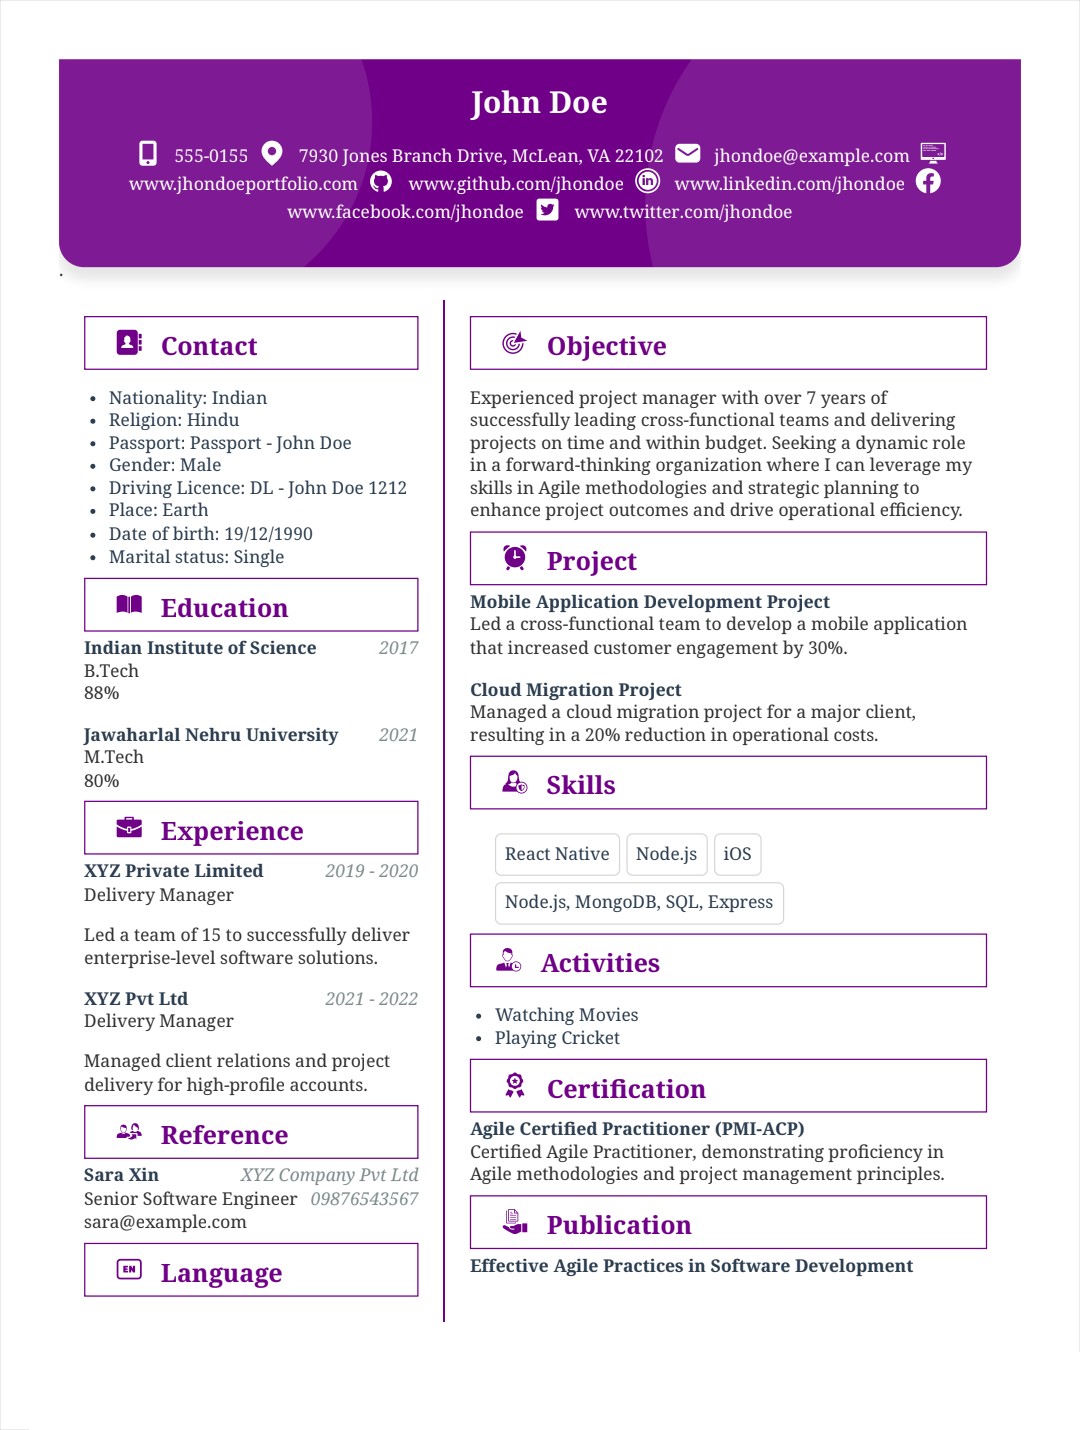 John Doe
555-0155 7930 Jones Branch Drive, McLean, VA 22102 jhondoe@example.com
www.jhondoeportfolio.com www.github.com/jhondoe www.linkedin.com/jhondoe
www.facebook.com/jhondoe www.twitter.com/jhondoe
.
Contact
• Nationality: Indian
• Religion: Hindu
• Passport: Passport - John Doe
• Gender: Male
• Driving Licence: DL - John Doe 1212
• Place: Earth
• Date of birth: 19/12/1990
• Marital status: Single
Education
Indian Institute of Science 2017
B.Tech
88%
Jawaharlal Nehru University 2021
M.Tech
80%
Experience
XYZ Private Limited 2019 - 2020
Delivery Manager
Led a team of 15 to successfully deliver
enterprise-level software solutions.
XYZ Pvt Ltd 2021 - 2022
Delivery Manager
Managed client relations and project
delivery for high-profile accounts.
Reference
Sara Xin XYZ Company Pvt Ltd
Senior Software Engineer 09876543567
sara@example.com
EN Language
Objective
Experienced project manager with over 7 years of
successfully leading cross-functional teams and delivering
projects on time and within budget. Seeking a dynamic role
in a forward-thinking organization where I can leverage my
skills in Agile methodologies and strategic planning to
enhance project outcomes and drive operational efficiency.
Project
Mobile Application Development Project
Led a cross-functional team to develop a mobile application
that increased customer engagement by 30%.
Cloud Migration Project
Managed a cloud migration project for a major client,
resulting in a 20% reduction in operational costs.
Skills
React Native Node.js iOS
Node.js, MongoDB, SQL, Express
Activities
• Watching Movies
• Playing Cricket
Certification
Agile Certified Practitioner (PMI-ACP)
Certified Agile Practitioner, demonstrating proficiency in
Agile methodologies and project management principles.
Publication
Effective Agile Practices in Software Development